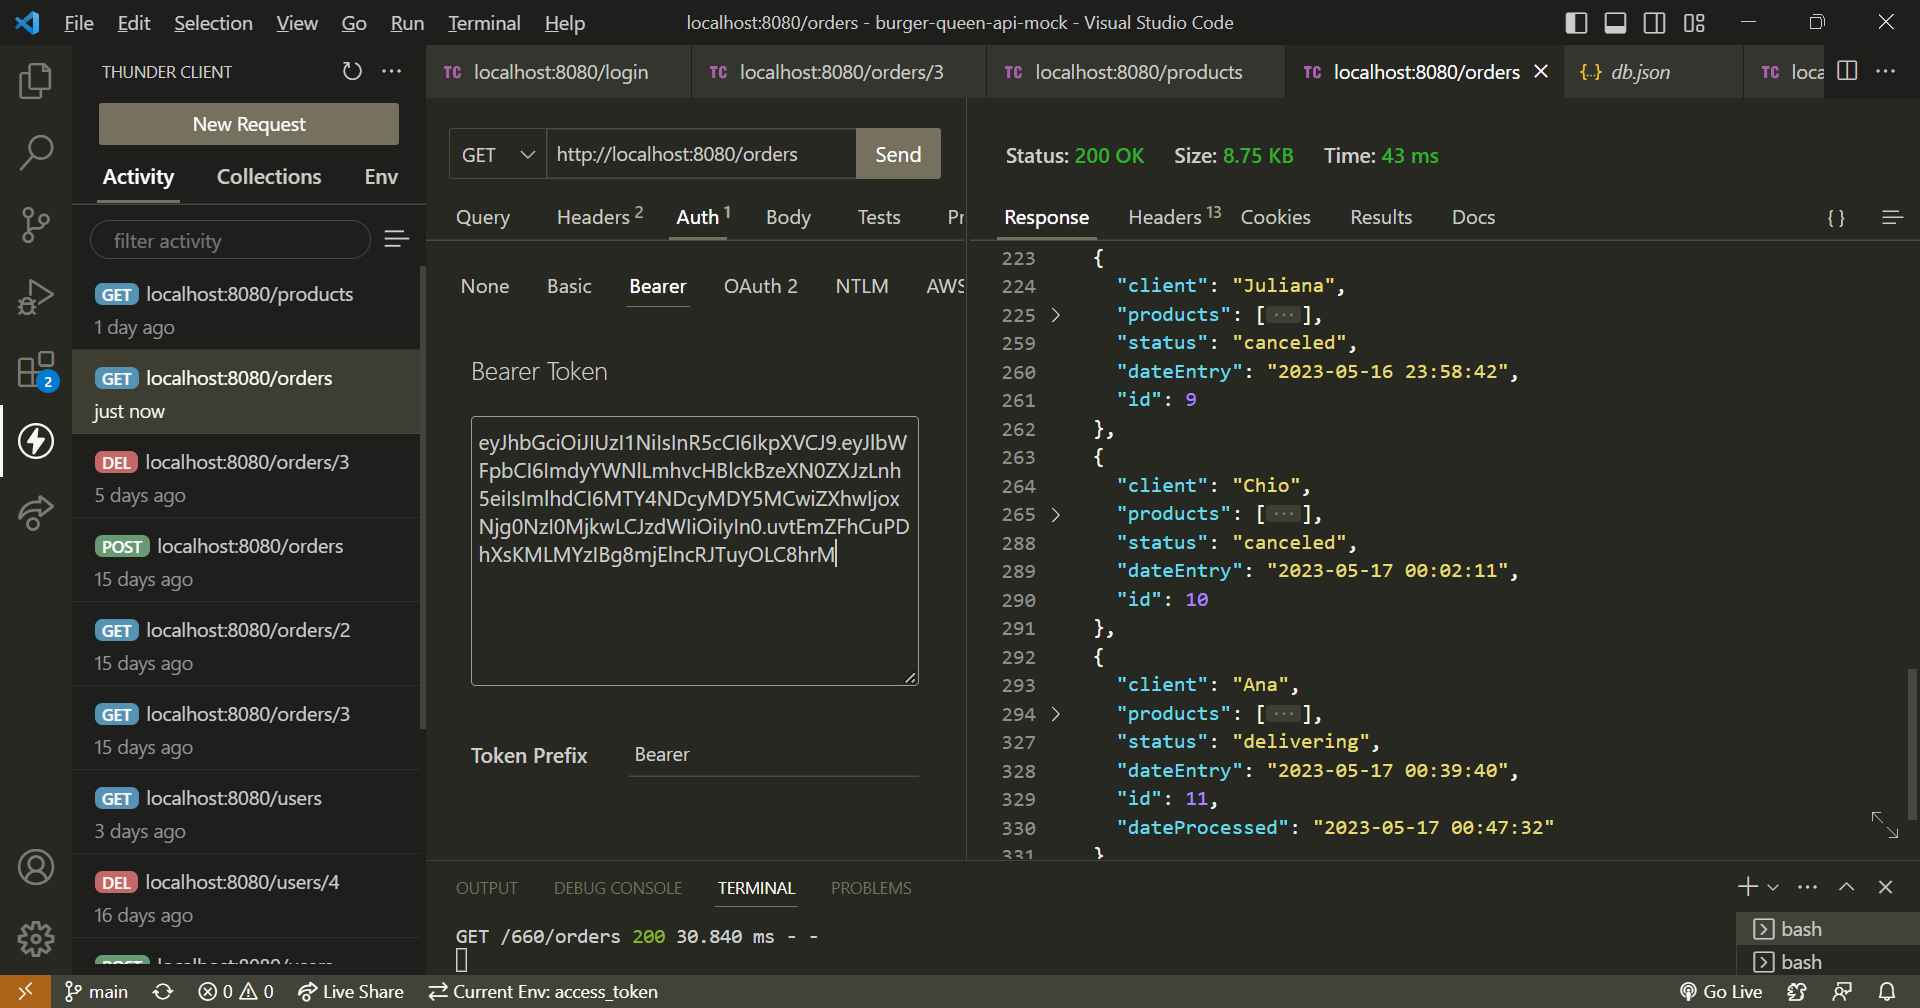 File Edit Selection View Go Run Terminal Help
localhost:8080/orders - burger-queen-api-mock - Visual Studio Code
THUNDER CLIENT
New Request
Activity Collections Env
filter activity
GET localhost:8080/products
1 day ago
GET localhost:8080/orders
just now
DEL localhost:8080/orders/3
5 days ago
POST localhost:8080/orders
15 days ago
GET localhost:8080/orders/2
15 days ago
GET localhost:8080/orders/3
15 days ago
GET localhost:8080/users
3 days ago
DEL localhost:8080/users/4
16 days ago
TC localhost:8080/login TC localhost:8080/orders/3 TC localhost:8080/products TC localhost:8080/orders {..} db.json TC loca
GET http://localhost:8080/orders Send
Query Headers 2 Auth 1 Body Tests Pr
None Basic Bearer OAuth 2 NTLM AWS
Bearer Token
eyJhbGciOiJIUzI1NiIsInR5cCI6IkpXVCJ9.eyJlbW
FpbCI6ImdyYWNlLmhvcHBlckBzeXN0ZXJzLnh
5eiIsImlhdCI6MTY4NDcyMDY5MCwiZXhwIjox
Njg0NzI0MjkwLCJzdWIiOiIyIn0.uvtEmZFhCuPD
hXsKMLMYzIBg8mjElncRJTuyOLC8hrM
Token Prefix Bearer
Status: 200 OK Size: 8.75 KB Time: 43 ms
Response Headers 13 Cookies Results Docs { }
223 {
224 "client": "Juliana",
225 "products": [ ··· ],
259 "status": "canceled",
260 "dateEntry": "2023-05-16 23:58:42",
261 "id": 9
262 },
263 {
264 "client": "Chio",
265 "products": [ ··· ],
288 "status": "canceled",
289 "dateEntry": "2023-05-17 00:02:11",
290 "id": 10
291 },
292 {
293 "client": "Ana",
294 "products": [ ··· ],
327 "status": "delivering",
328 "dateEntry": "2023-05-17 00:39:40",
329 "id": 11,
330 "dateProcessed": "2023-05-17 00:47:32"
331 }
OUTPUT DEBUG CONSOLE TERMINAL PROBLEMS
GET /660/orders 200 30.840 ms - -
bash
bash
2
main 0 0 Live Share Current Env: access_token Go Live